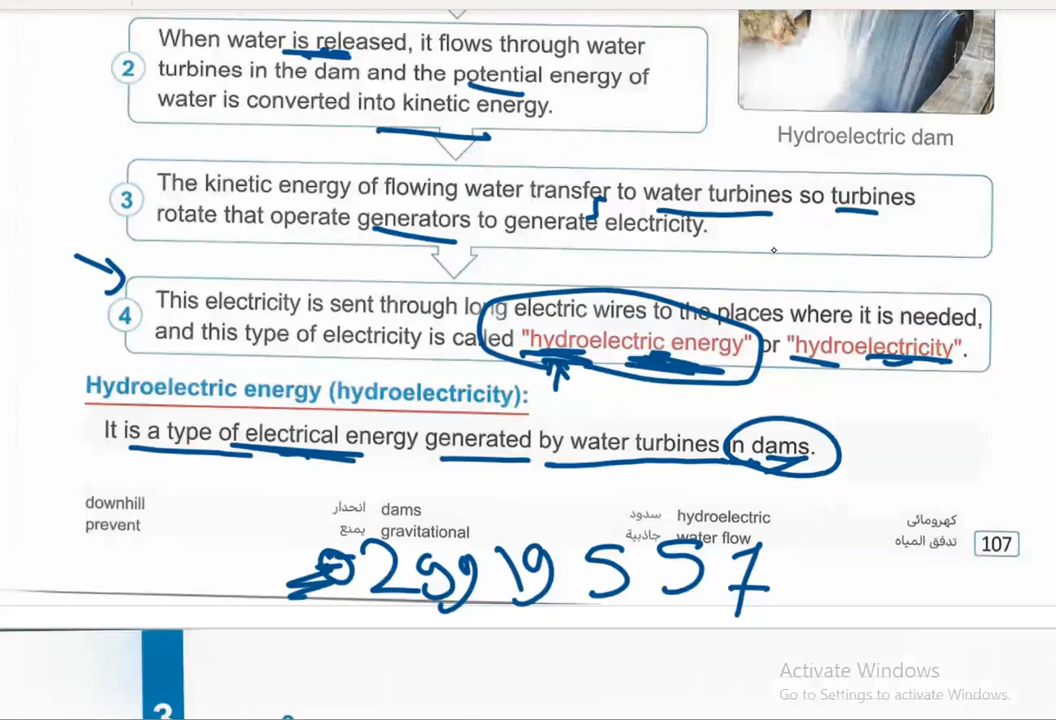 When water is released, it flows through water
2 turbines in the dam and the potential energy of
water is converted into kinetic energy.
Hydroelectric dam
The kinetic energy of flowing water transfer to water turbines so turbines
3 rotate that operate generators to generate electricity.
This electricity is sent through long electric wires to the places where it is needed,
4 and this type of electricity is called "hydroelectric energy" or "hydroelectricity".
Hydroelectric energy (hydroelectricity):
It is a type of electrical energy generated by water turbines in dams.
downhill انحدار dams سدود hydroelectric كهرومائى
prevent يمنع gravitational جاذبية water flow تدفق المياه
107
29919557
Activate Windows
Go to Settings to activate Windows.
3